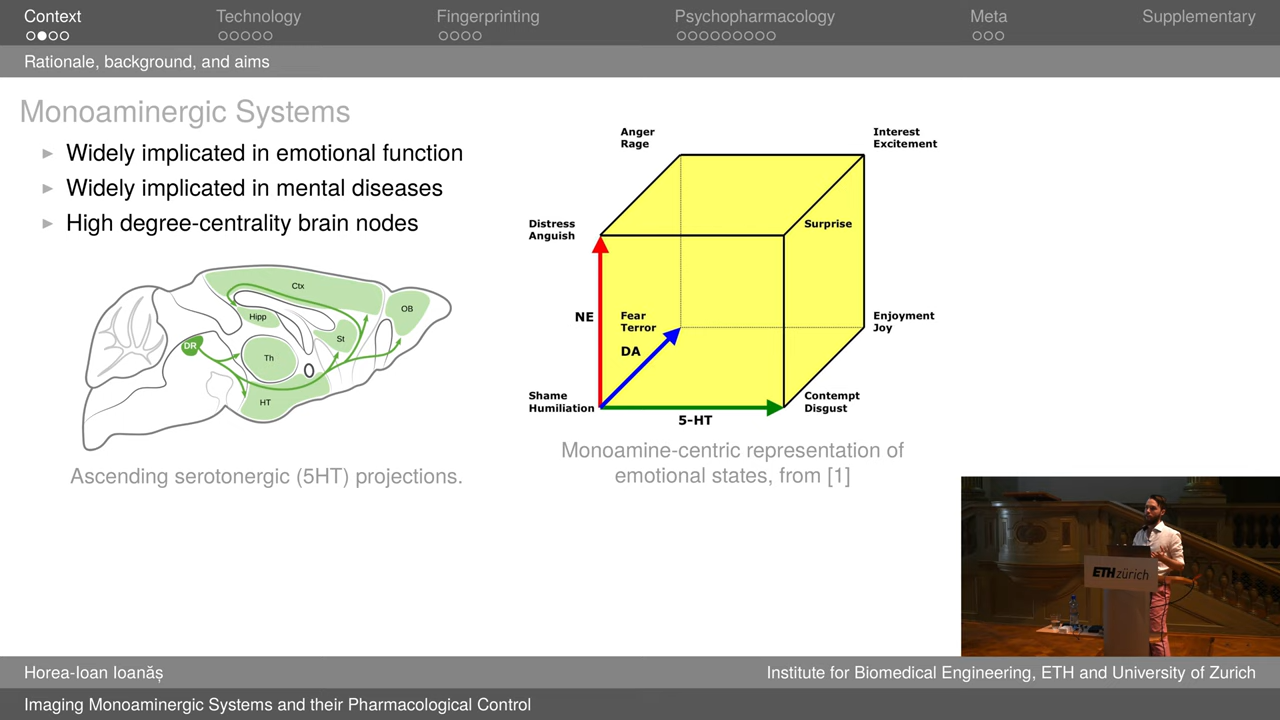 Context Technology Fingerprinting Psychopharmacology Meta Supplementary
Rationale, background, and aims
Monoaminergic Systems
Widely implicated in emotional function
Widely implicated in mental diseases
High degree-centrality brain nodes
Ctx
OB
Hipp
St
DR
Th
HT
Ascending serotonergic (5HT) projections.
Anger
Rage
Interest
Excitement
Distress
Anguish
Surprise
NE
Fear
Terror
Enjoyment
Joy
DA
Shame
Humiliation
Contempt
Disgust
5-HT
Monoamine-centric representation of
emotional states, from [1]
ETH zürich
Horea-Ioan Ioanăș Institute for Biomedical Engineering, ETH and University of Zurich
Imaging Monoaminergic Systems and their Pharmacological Control